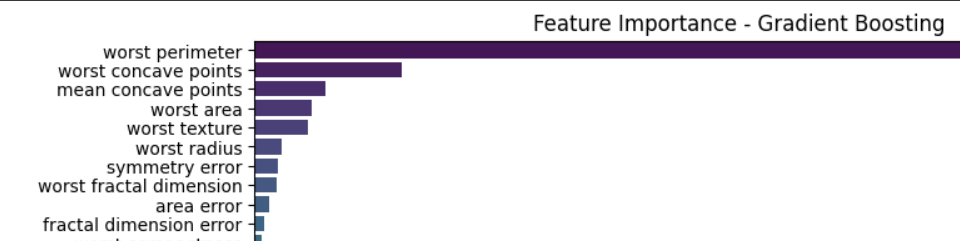 Feature Importance - Gradient Boosting
worst perimeter
worst concave points
mean concave points
worst area
worst texture
worst radius
symmetry error
worst fractal dimension
area error
fractal dimension error